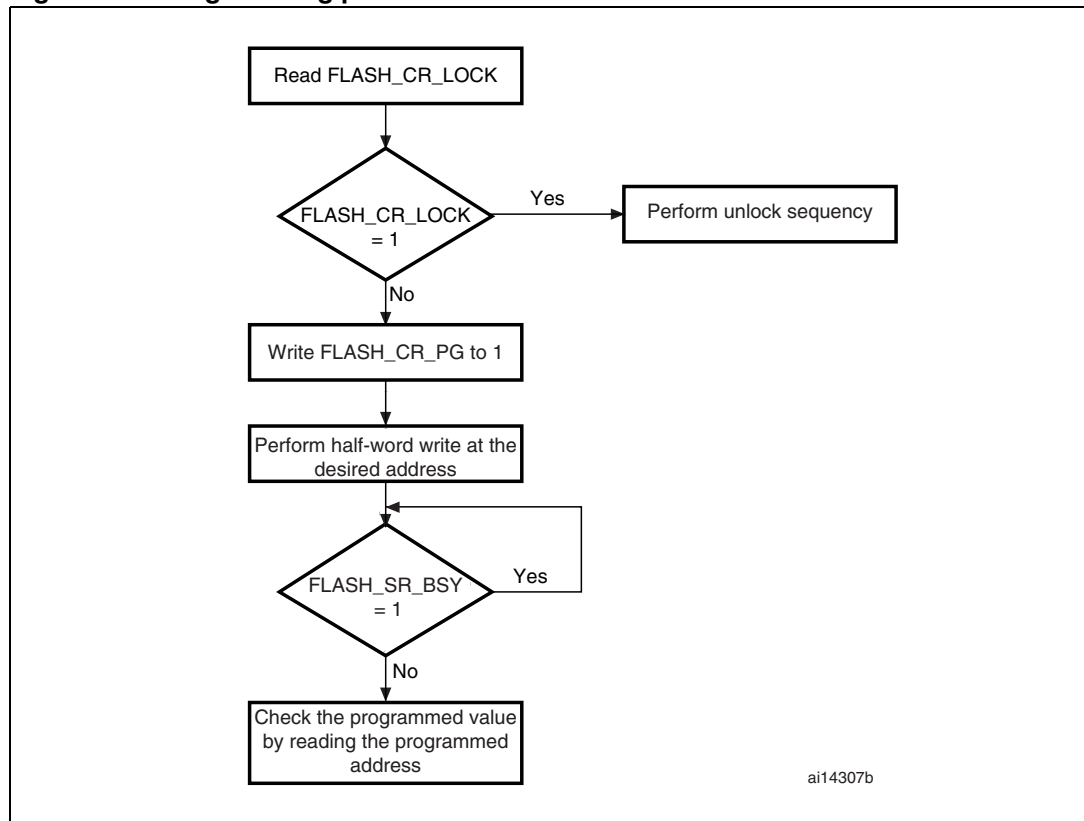 Read FLASH_CR_LOCK
FLASH_CR_LOCK
= 1
Yes
Perform unlock sequency
No
Write FLASH_CR_PG to 1
Perform half-word write at the
desired address
FLASH_SR_BSY
= 1
Yes
No
Check the programmed value
by reading the programmed
address
ai14307b